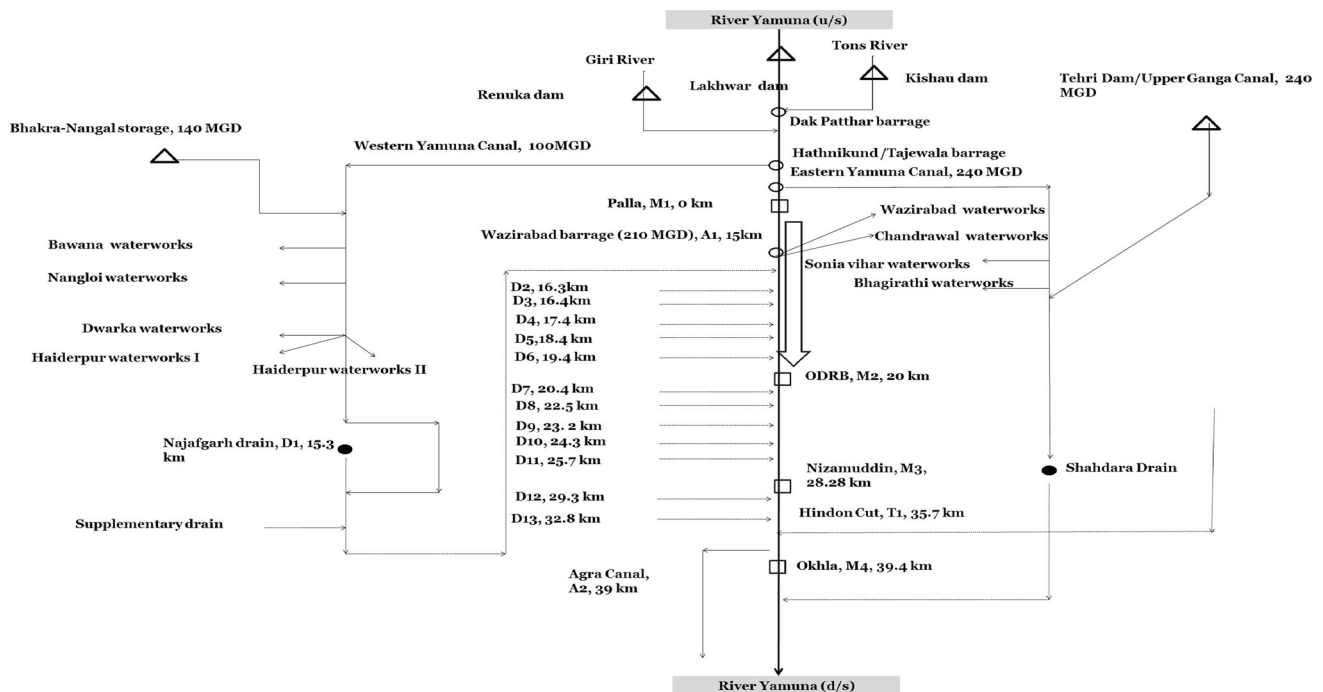 River Yamuna (u/s)
Tons River
Giri River
Kishau dam
Lakhwar dam
Renuka dam
Tehri Dam/Upper Ganga Canal, 240
MGD
Dak Patthar barrage
Bhakra-Nangal storage, 140 MGD
Western Yamuna Canal, 100MGD
Hathnikund /Tajewala barrage
Eastern Yamuna Canal, 240 MGD
Palla, M1, 0 km
Wazirabad waterworks
Wazirabad barrage (210 MGD), A1, 15km
Chandrawal waterworks
Bawana waterworks
Sonia vihar waterworks
Nangloi waterworks
Bhagirathi waterworks
D2, 16.3km
D3, 16.4km
D4, 17.4 km
Dwarka waterworks
D5,18.4 km
Haiderpur waterworks I
D6, 19.4 km
Haiderpur waterworks II
ODRB, M2, 20 km
D7, 20.4 km
D8, 22.5 km
D9, 23. 2 km
D10, 24.3 km
Najafgarh drain, D1, 15.3
km
D11, 25.7 km
Nizamuddin, M3,
28.28 km
Shahdara Drain
D12, 29.3 km
D13, 32.8 km
Hindon Cut, T1, 35.7 km
Supplementary drain
Okhla, M4, 39.4 km
Agra Canal,
A2, 39 km
River Yamuna (d/s)